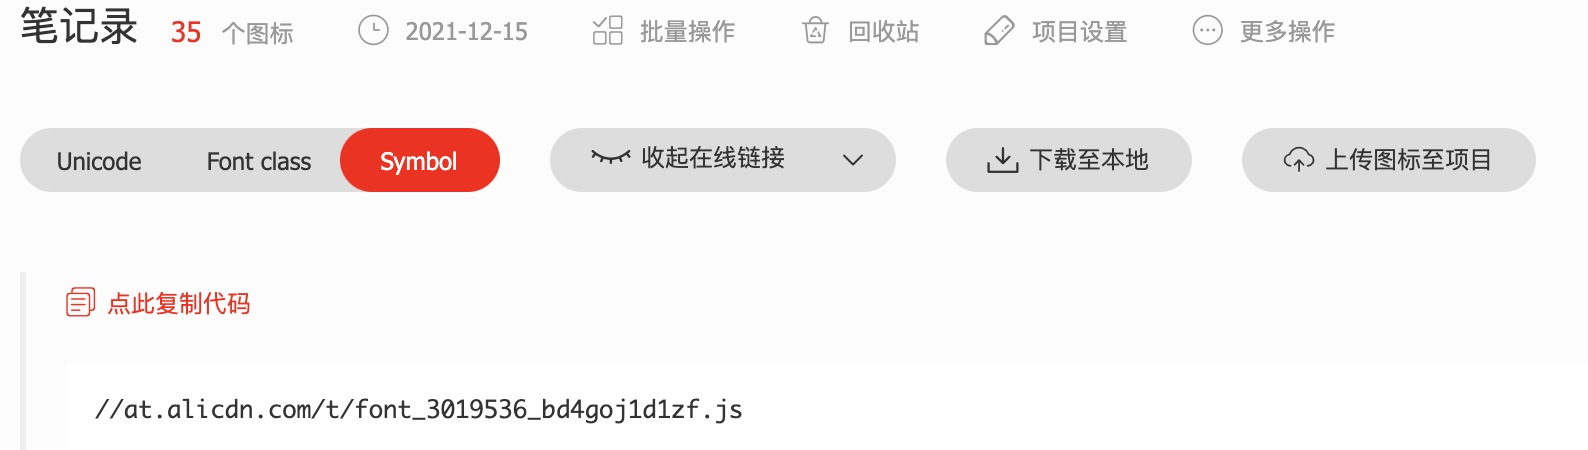 笔记录 35 个图标 2021-12-15 批量操作 回收站 项目设置 更多操作
Unicode Font class Symbol 收起在线链接 下载至本地 上传图标至项目
点此复制代码
//at.alicdn.com/t/font_3019536_bd4goj1d1zf.js